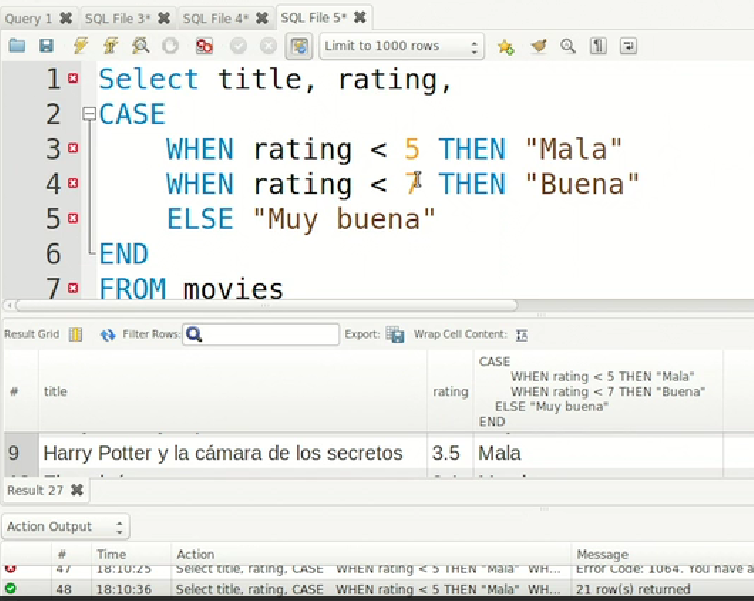 Query 1 SQL File 3* SQL File 4* SQL File 5*
Limit to 1000 rows
1 Select title, rating,
2 CASE
3 WHEN rating < 5 THEN "Mala"
4 WHEN rating < 7 THEN "Buena"
5 ELSE "Muy buena"
6 END
7 FROM movies
Result Grid Filter Rows: Export: Wrap Cell Content:
# title rating CASE
WHEN rating < 5 THEN "Mala"
WHEN rating < 7 THEN "Buena"
ELSE "Muy buena"
END
9 Harry Potter y la cámara de los secretos 3.5 Mala
Result 27
Action Output
# Time Action Message
47 18:10:25 Select title, rating, CASE WHEN rating < 5 THEN "Mala" WH... Error Code: 1064. You have a
48 18:10:36 Select title, rating, CASE WHEN rating < 5 THEN "Mala" WH... 21 row(s) returned